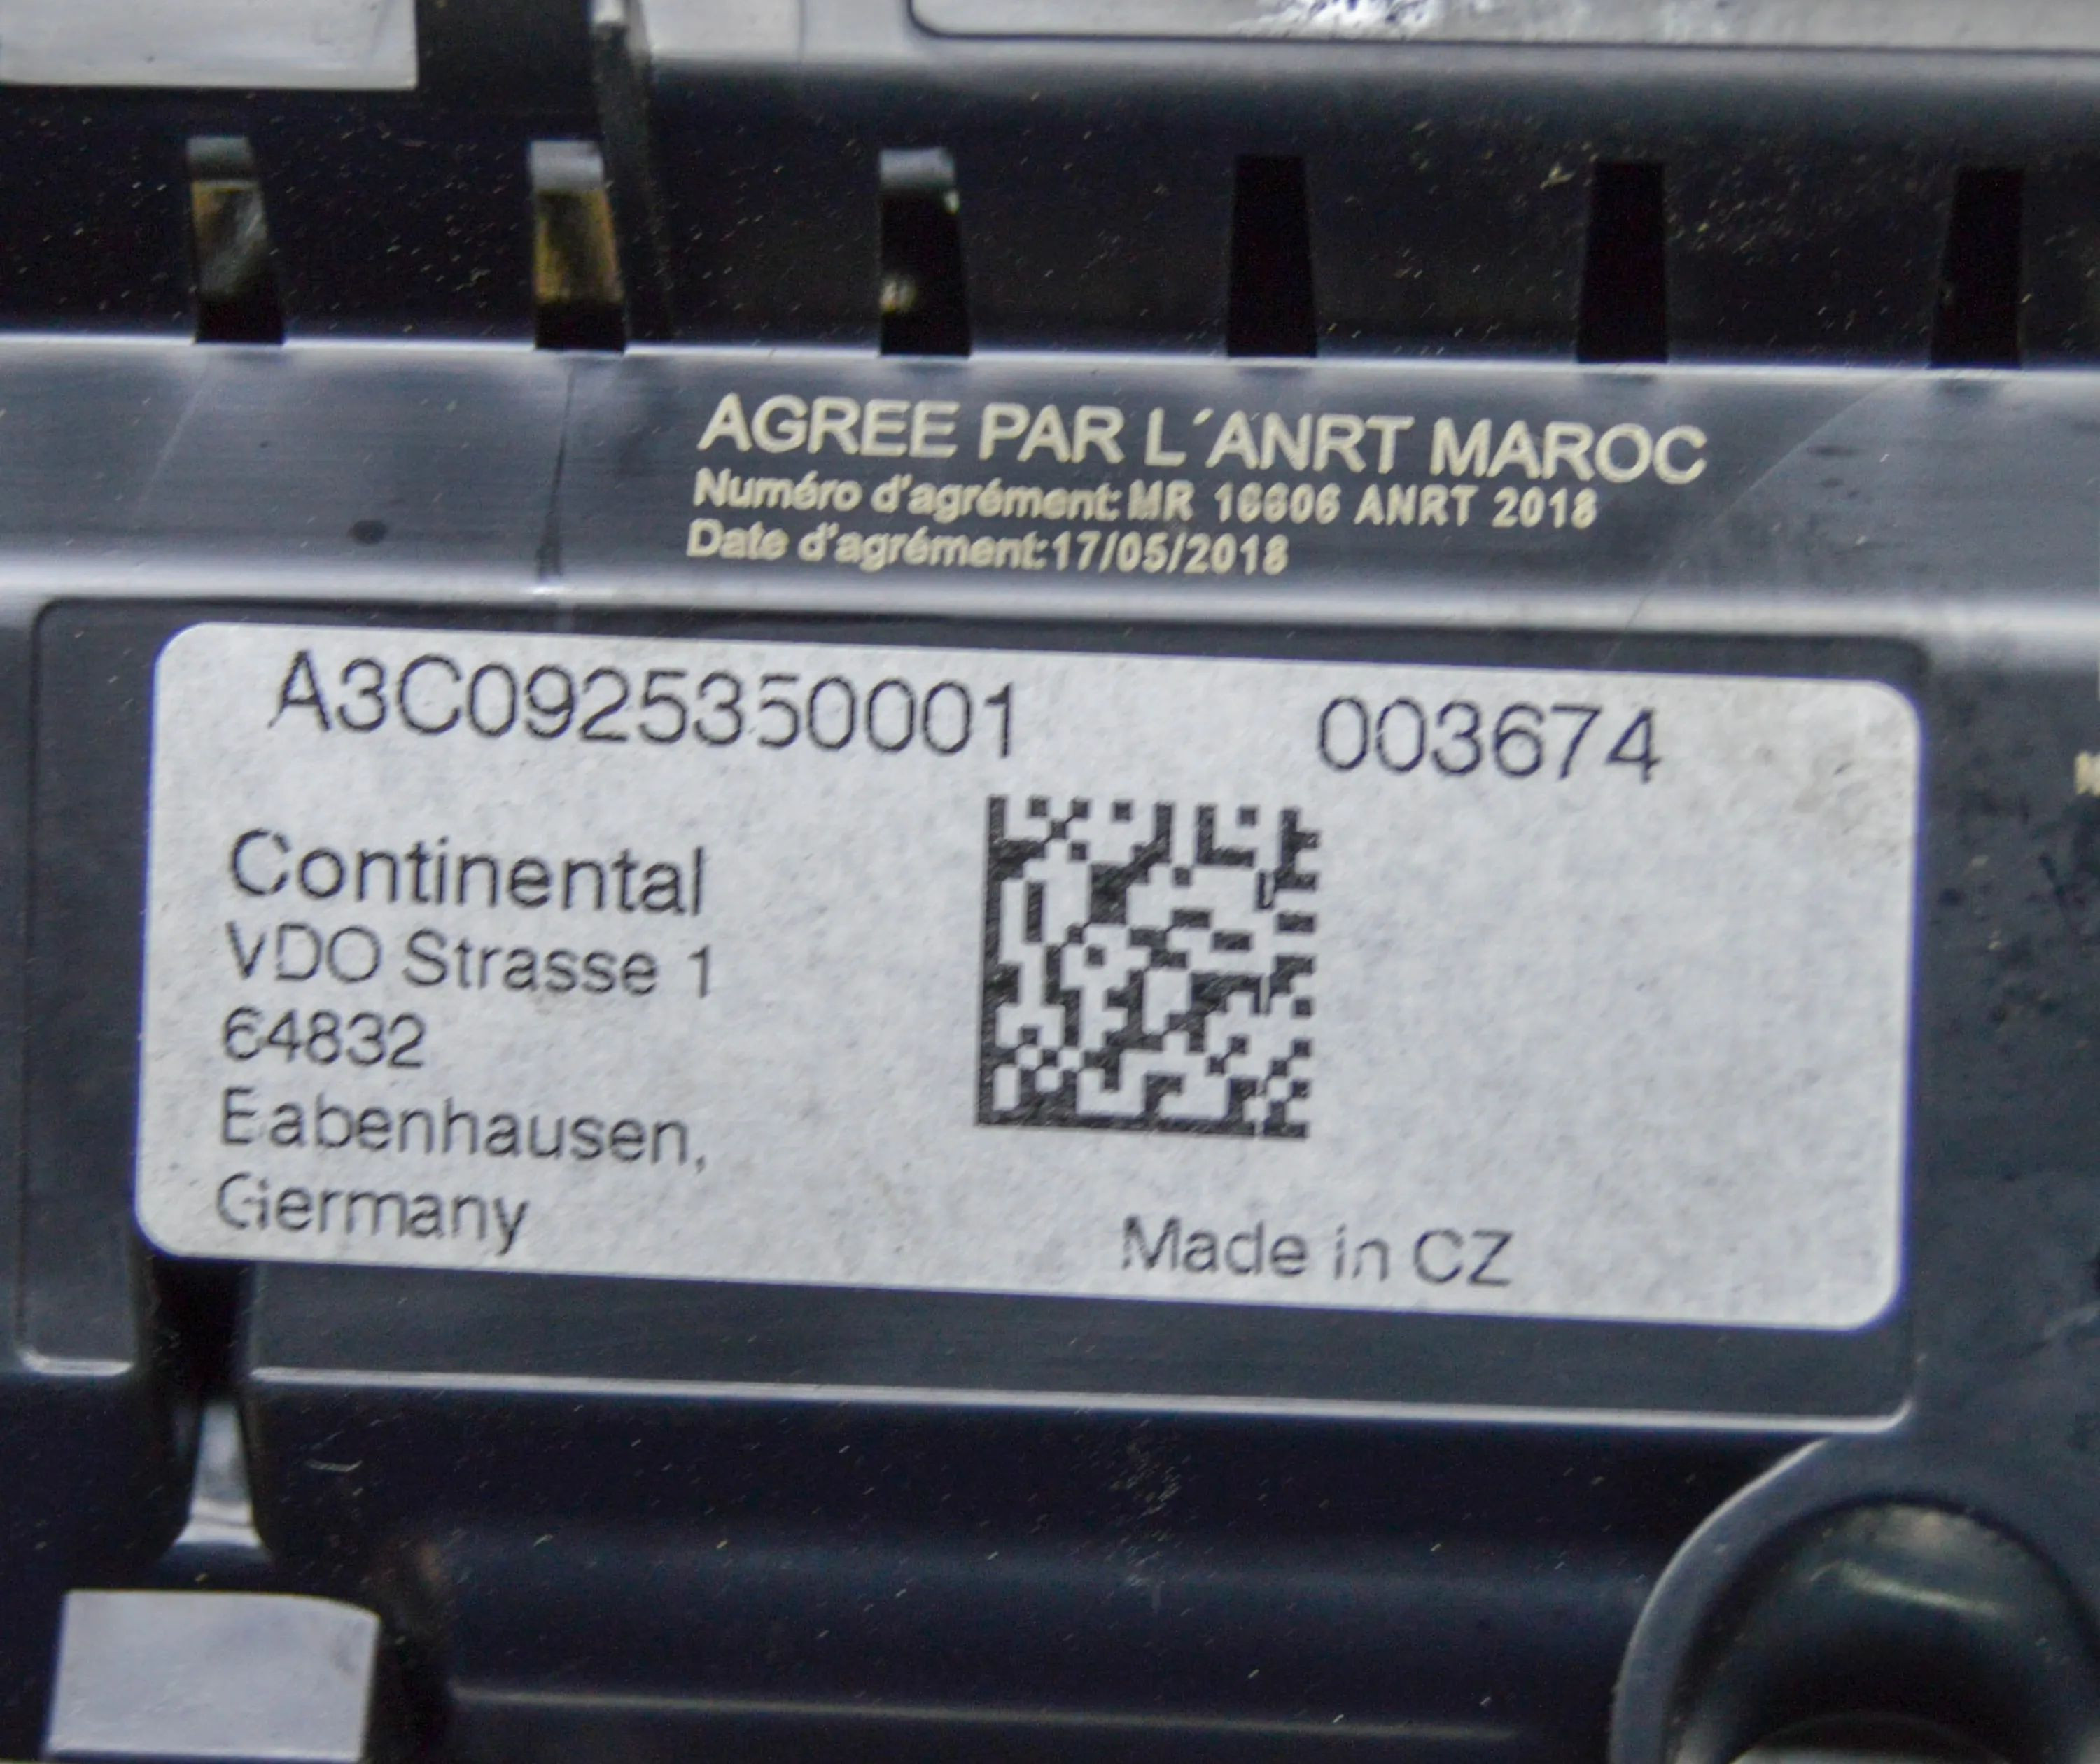 AGREE PAR L´ANRT MAROC
Numéro d'agrément: MR 16606 ANRT 2018
Date d'agrément:17/05/2018
A3C0925350001 003674
Continental
VDO Strasse 1
64832
Babenhausen,
Germany
Made in CZ